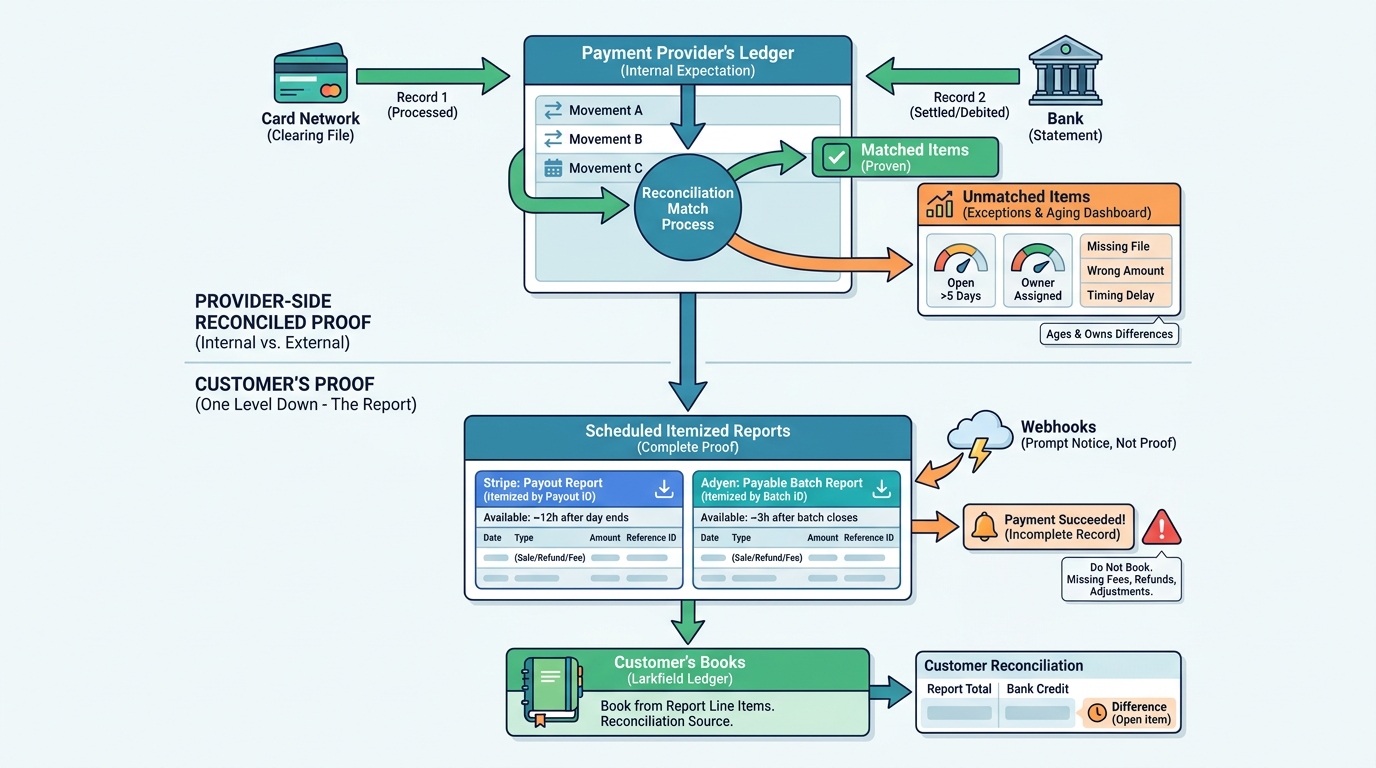 Payment Provider's Ledger
(Internal Expectation)
Card Network
(Clearing File)
Record 1
(Processed)
Record 2
(Settled/Debited)
Bank
(Statement)
Movement A
Movement B
Movement C
Reconciliation
Match
Process
Matched Items
(Proven)
Unmatched Items
(Exceptions & Aging Dashboard)
Open
>5 Days
Owner
Assigned
Missing File
Wrong Amount
Timing Delay
Ages & Owns Differences
PROVIDER-SIDE
RECONCILED PROOF
(Internal vs. External)
CUSTOMER'S PROOF
(One Level Down - The Report)
Scheduled Itemized Reports
(Complete Proof)
Stripe: Payout Report
(Itemized by Payout ID)
Available: ~12h after day ends
Date Type Amount Reference ID
(Sale/Refund/Fee)
Adyen: Payable Batch Report
(Itemized by Batch ID)
Available: ~3h after batch closes
Date Type Amount Reference ID
(Sale/Refund/Fee)
Webhooks
(Prompt Notice, Not Proof)
Payment Succeeded!
(Incomplete Record)
Do Not Book.
Missing Fees, Refunds,
Adjustments.
Customer's Books
(Larkfield Ledger)
Book from Report Line Items.
Reconciliation Source.
Customer Reconciliation
Report Total
Bank Credit
Difference
(Open item)